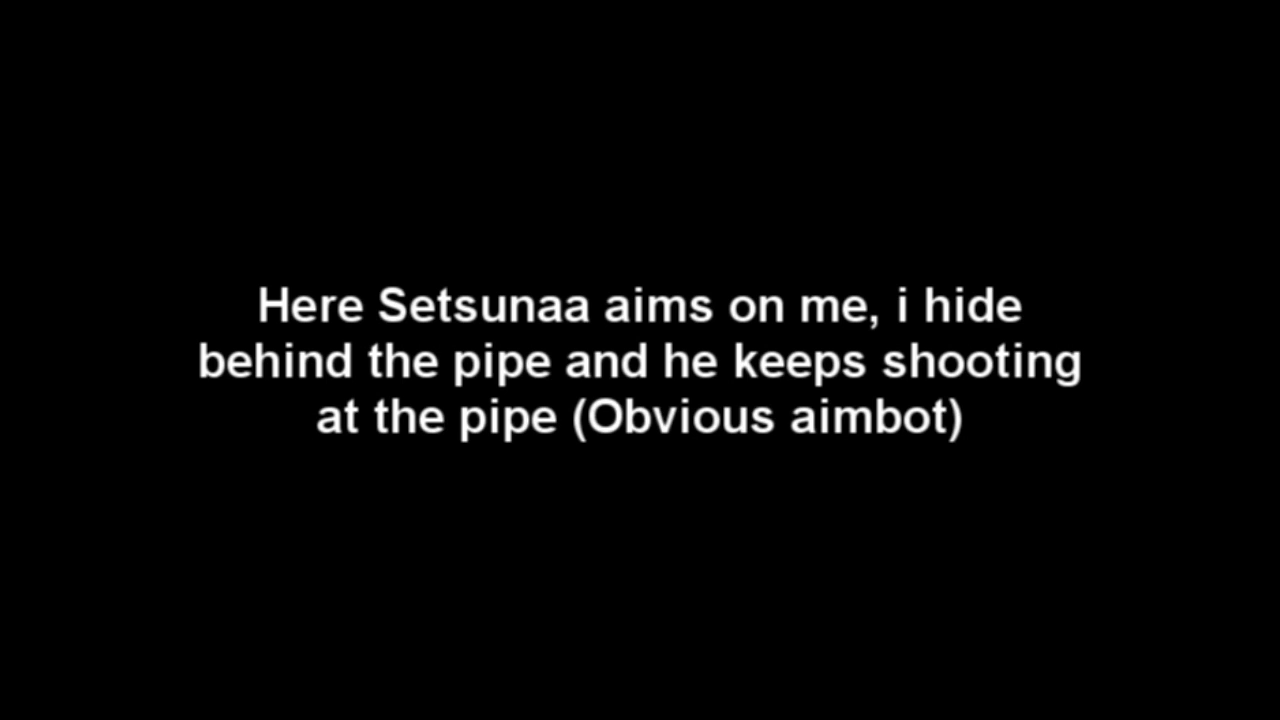 Here Setsunaa aims on me, i hide
behind the pipe and he keeps shooting
at the pipe (Obvious aimbot)